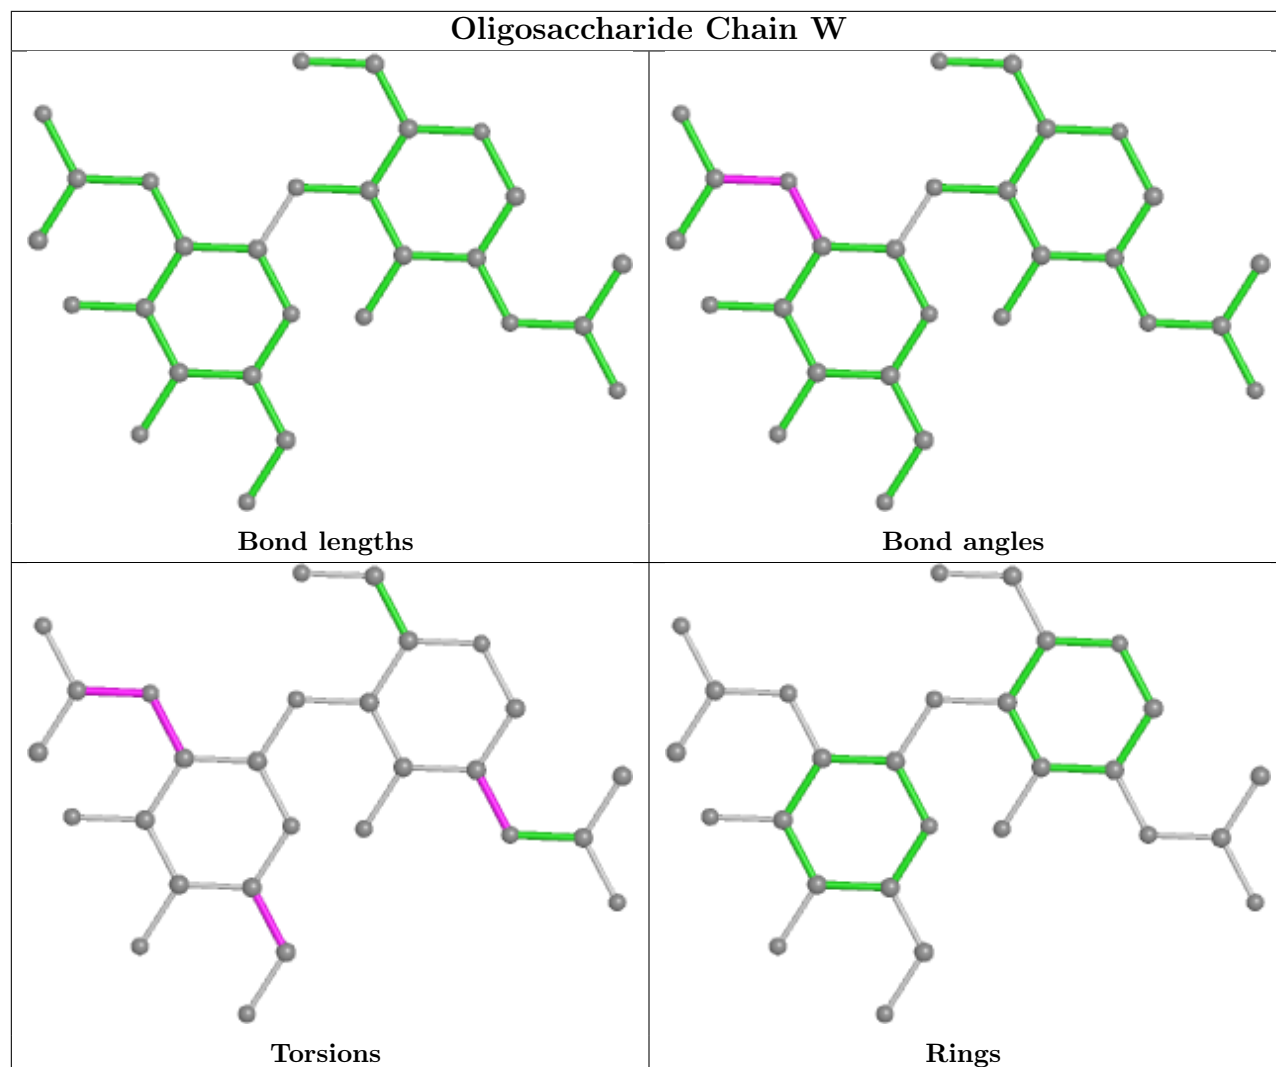 Oligosaccharide Chain W
Bond lengths
Bond angles
Torsions
Rings